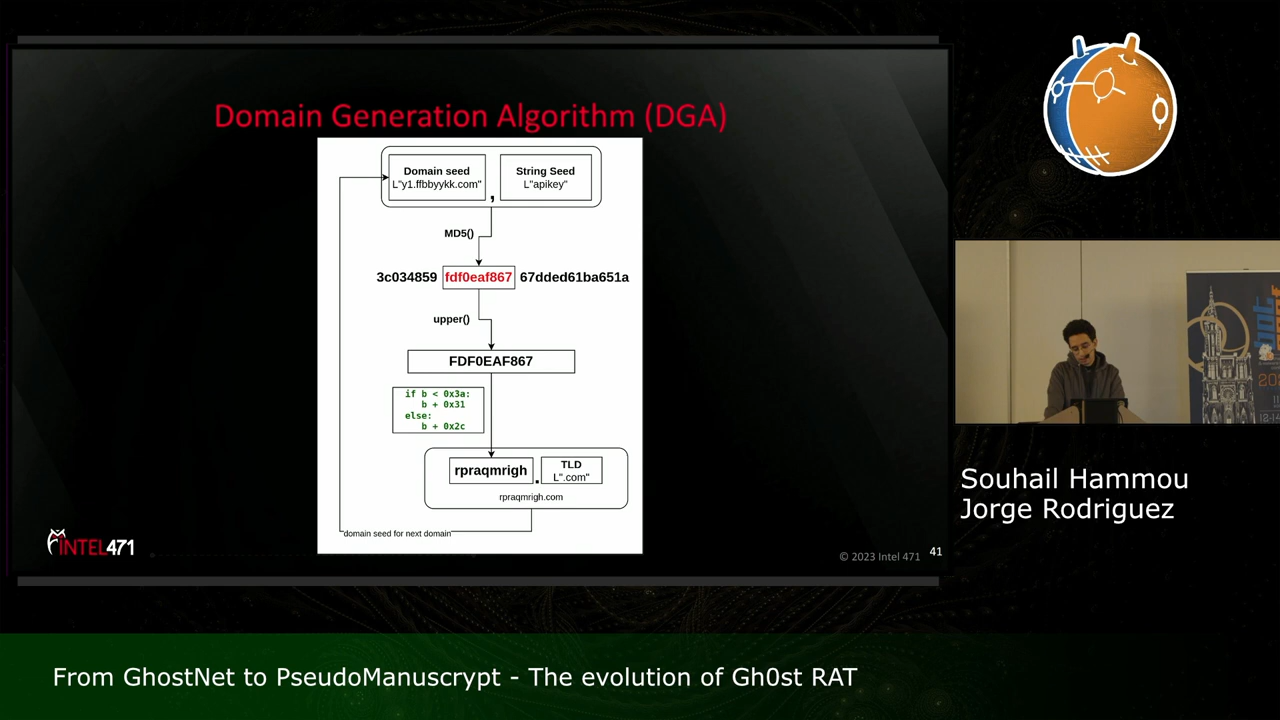 Domain Generation Algorithm (DGA)
Domain seed
L"y1.ffbbyykk.com"
,
String Seed
L"apikey"
MD5()
3c034859 fdf0eaf867 67dded61ba651a
upper()
FDF0EAF867
if b < 0x3a:
b + 0x31
else:
b + 0x2c
rpraqmrigh
.
TLD
L".com"
rpraqmrigh.com
domain seed for next domain
INTEL471
© 2023 Intel 471
41
Souhail Hammou
Jorge Rodriguez
From GhostNet to PseudoManuscrypt - The evolution of Gh0st RAT